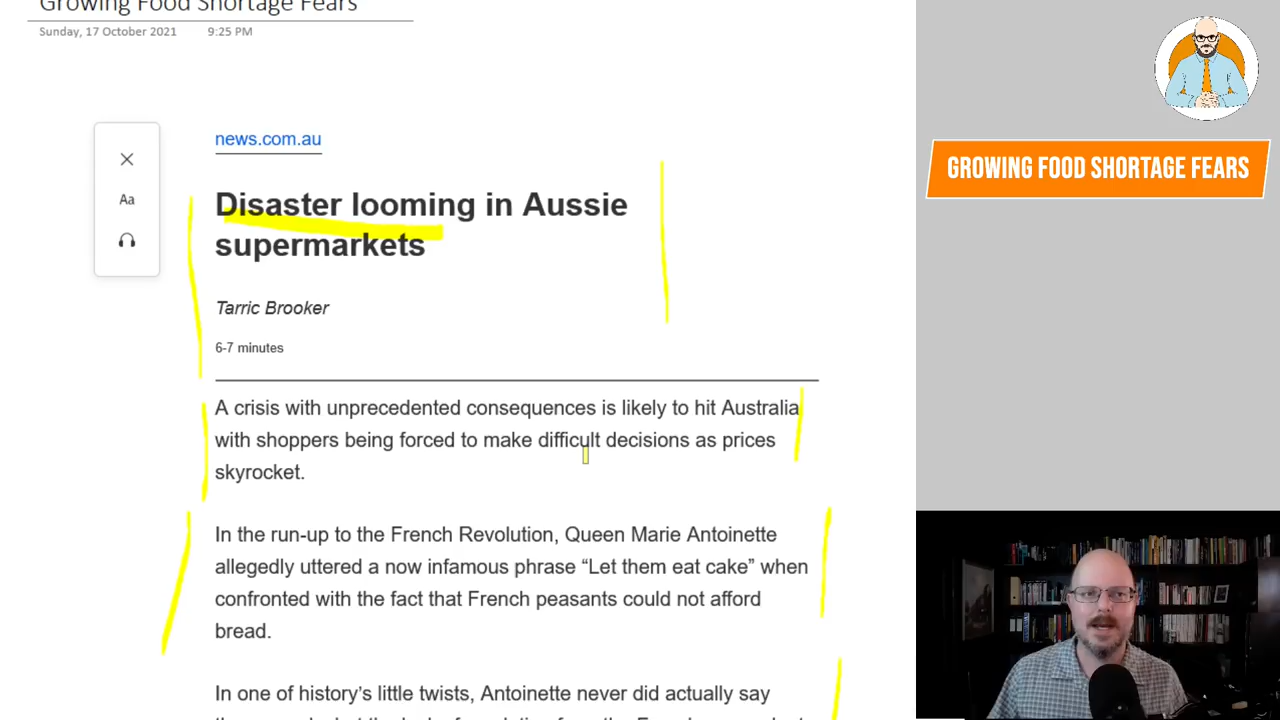 Growing Food Shortage Fears
Sunday, 17 October 2021 9:25 PM
news.com.au
Aa
Disaster looming in Aussie
supermarkets
Tarric Brooker
6-7 minutes
A crisis with unprecedented consequences is likely to hit Australia
with shoppers being forced to make difficult decisions as prices
skyrocket.
In the run-up to the French Revolution, Queen Marie Antoinette
allegedly uttered a now infamous phrase “Let them eat cake” when
confronted with the fact that French peasants could not afford
bread.
In one of history’s little twists, Antoinette never did actually say
GROWING FOOD SHORTAGE FEARS